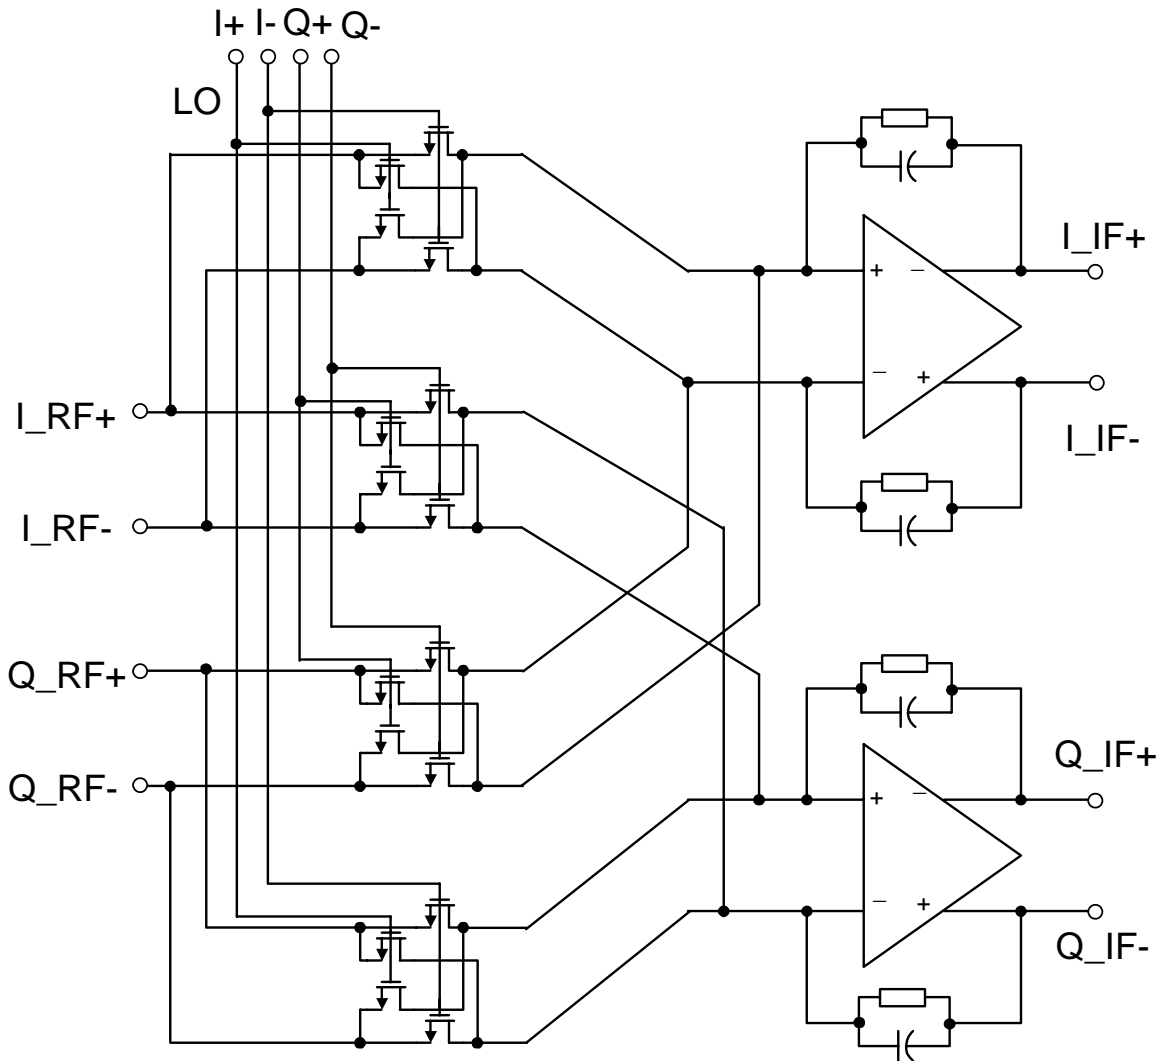 I+ I- Q+ Q-
LO
I_IF+
+ −
− +
I_RF+
I_IF-
I_RF-
Q_RF+
Q_IF+
Q_RF-
+ −
− +
Q_IF-